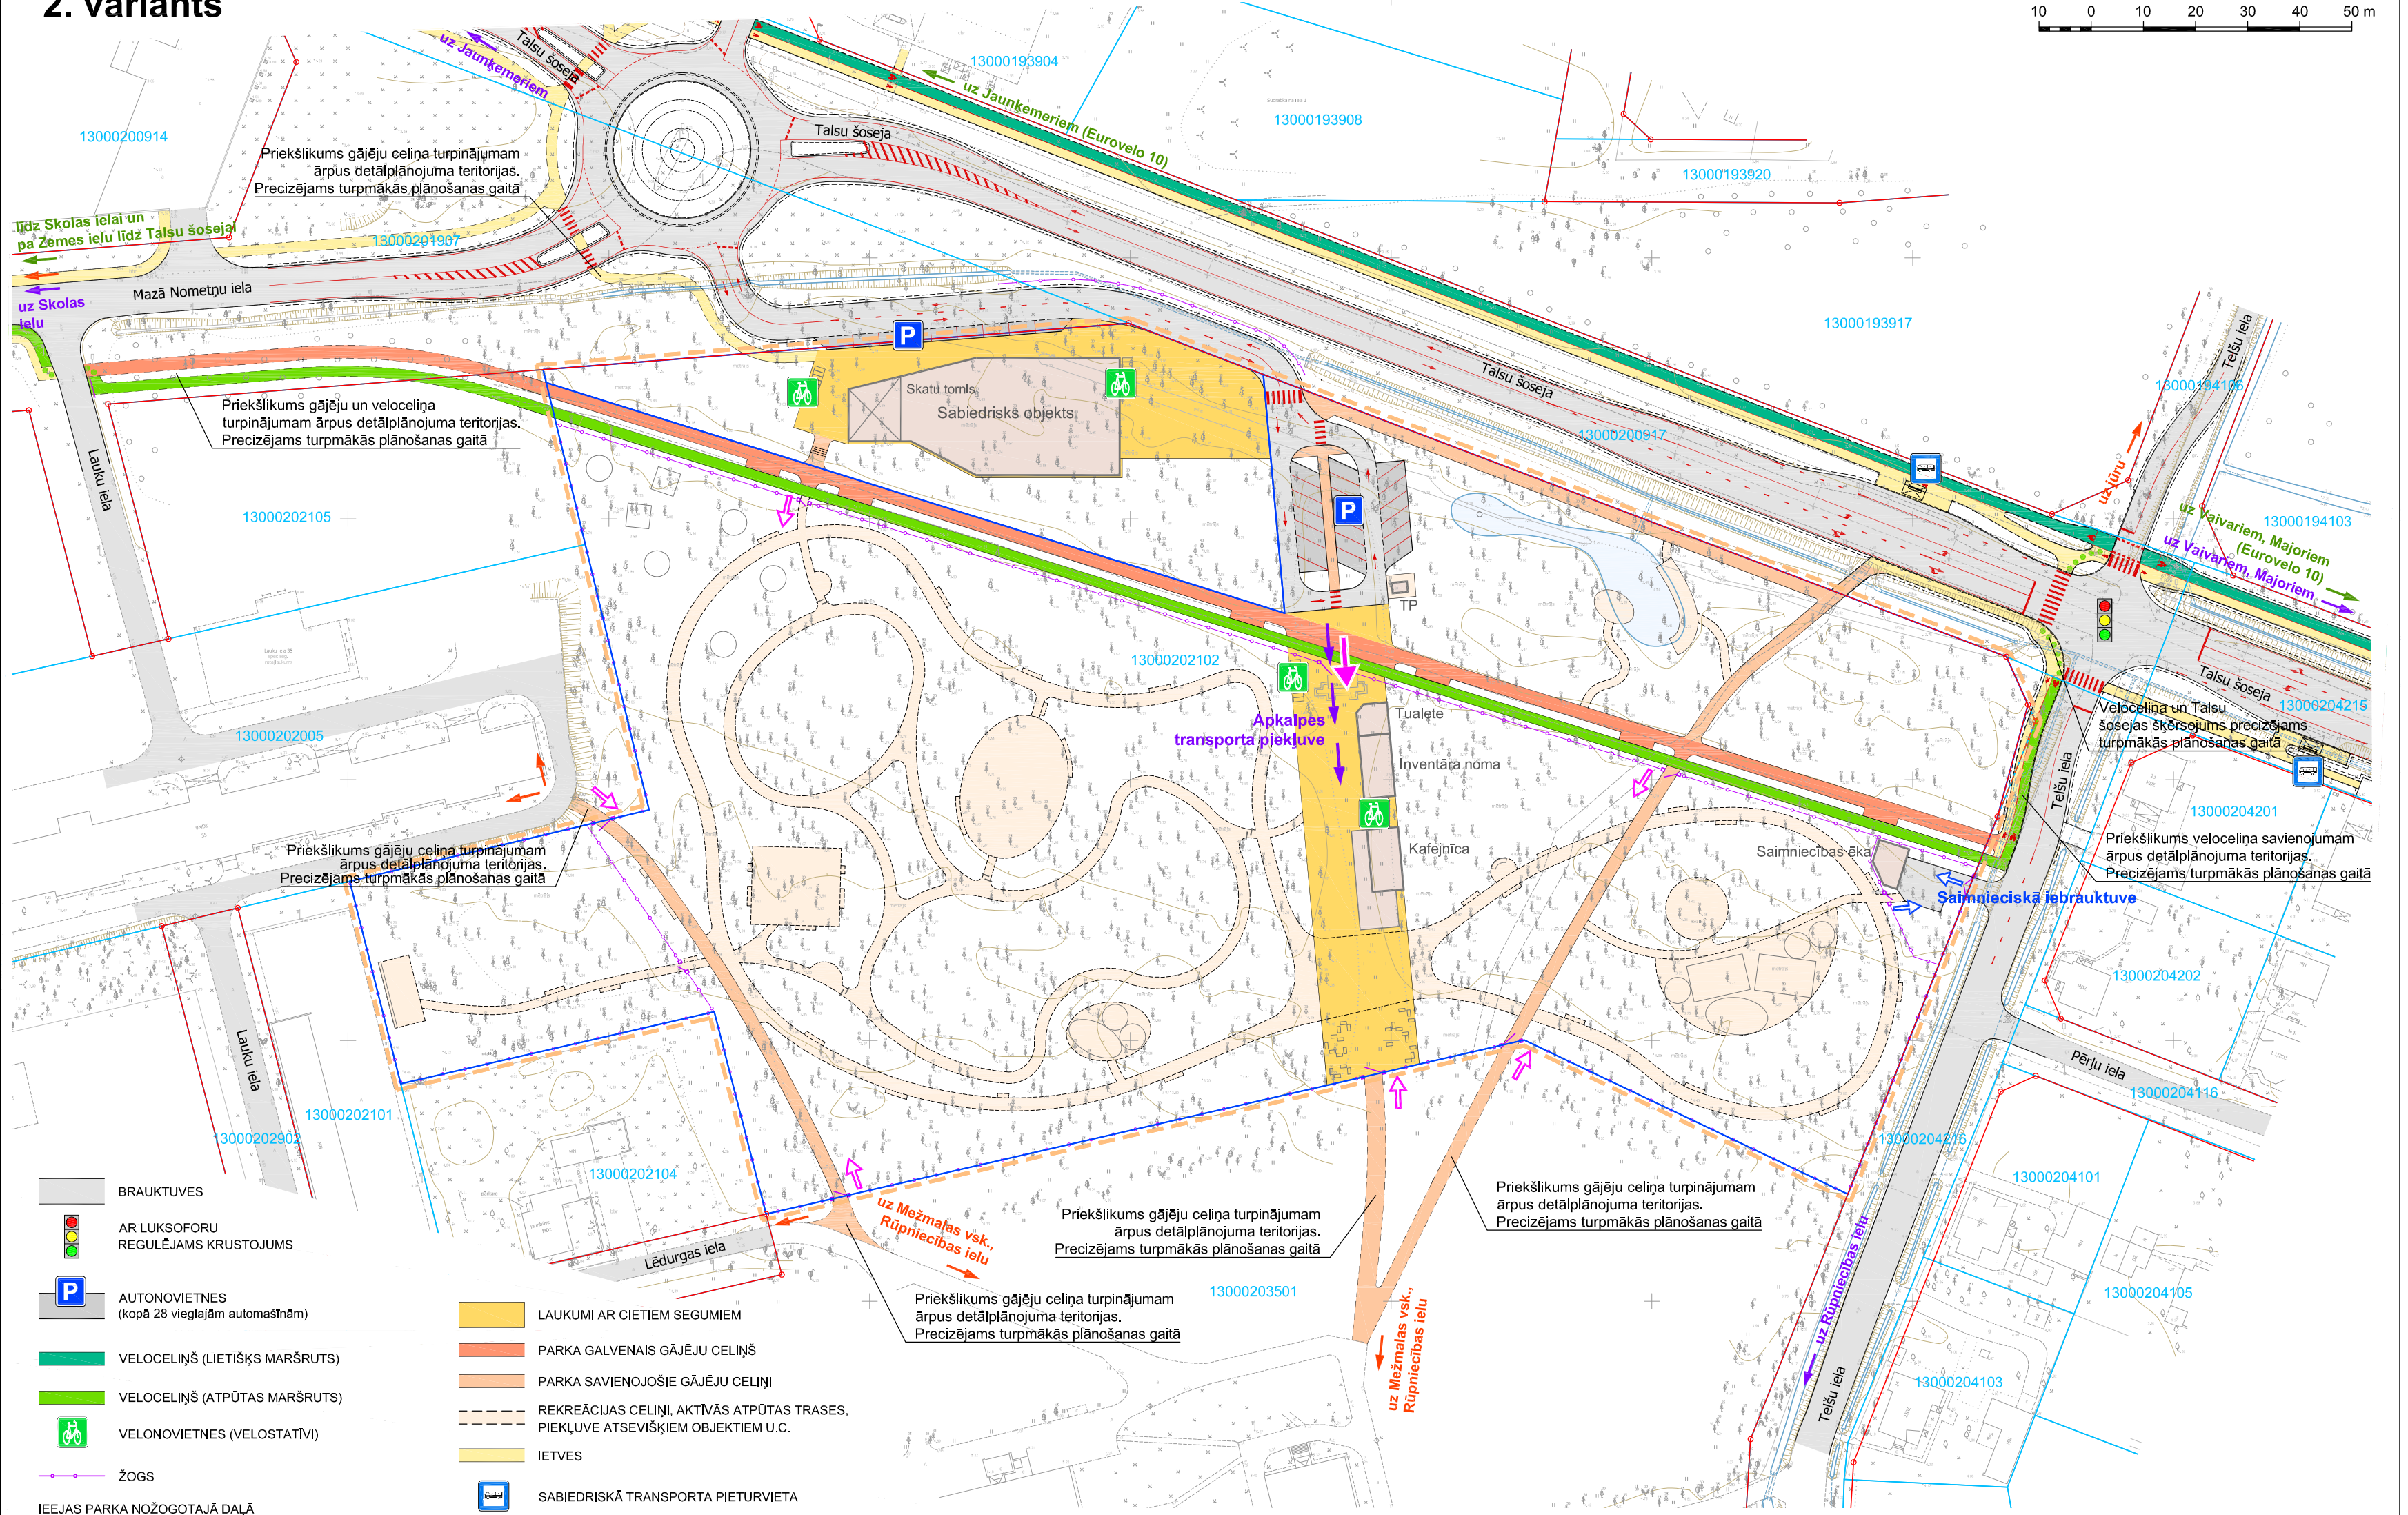 2. variants
10 0 10 20 30 40 50 m
Talsu šoseja
uz Jaunķemeriem
13000193904
uz Jaunķemeriem (Eurovelo 10)
13000193908
13000200914
Talsu šoseja
Priekšlikums gājēju celiņa turpinājumam
ārpus detālplānojuma teritorijas.
Precizējams turpmākās plānošanas gaitā
13000193920
līdz Skolas ielai un
pa Zemes ielu līdz Talsu šosejai
13000201907
Mazā Nometņu iela
uz Skolas
ielu
P
13000193917
Telšu iela
Talsu šoseja
13000194106
Skatu tornis
Sabiedrisks objekts
Priekšlikums gājēju un veloceliņa
turpinājumam ārpus detālplānojuma teritorijas.
Precizējams turpmākās plānošanas gaitā
13000200917
Lauku iela
uz jūru
P
13000202105
uz Vaivariem, Majoriem
(Eurovelo 10)
13000194103
uz Vaivariem, Majoriem
TP
13000202102
Talsu šoseja
13000204215
Veloceliņa un Talsu
šosejas šķērsojums precizējams
turpmākās plānošanas gaitā
Tualete
Apkalpes
transporta piekļuve
13000202005
Inventāra noma
Telšu iela
13000204201
Priekšlikums veloceliņa savienojumam
ārpus detālplānojuma teritorijas.
Precizējams turpmākās plānošanas gaitā
Kafejnīca
Saimniecības ēka
Priekšlikums gājēju celiņa turpinājumam
ārpus detālplānojuma teritorijas.
Precizējams turpmākās plānošanas gaitā
Saimnieciskā iebrauktuve
13000204202
Lauku iela
Pērļu iela
13000204116
13000202101
13000202902
13000204216
13000202104
13000204101
BRAUKTUVES
AR LUKSOFORU
REGULĒJAMS KRUSTOJUMS
uz Mežmalas vsk.,
Rūpniecības ielu
Priekšlikums gājēju celiņa turpinājumam
ārpus detālplānojuma teritorijas.
Precizējams turpmākās plānošanas gaitā
Priekšlikums gājēju celiņa turpinājumam
ārpus detālplānojuma teritorijas.
Precizējams turpmākās plānošanas gaitā
uz Rūpniecības ielu
Lēdurgas iela
13000203501
13000204105
P
AUTONOVIETNES
(kopā 28 vieglajām automašīnām)
Priekšlikums gājēju celiņa turpinājumam
ārpus detālplānojuma teritorijas.
Precizējams turpmākās plānošanas gaitā
uz Mežmalas vsk.,
Rūpniecības ielu
LAUKUMI AR CIETIEM SEGUMIEM
VELOCELIŅŠ (LIETIŠĶS MARŠRUTS)
PARKA GALVENAIS GĀJĒJU CELIŅŠ
PARKA SAVIENOJOŠIE GĀJĒJU CELIŅI
13000204103
Telšu iela
VELOCELIŅŠ (ATPŪTAS MARŠRUTS)
REKREĀCIJAS CELIŅI, AKTĪVĀS ATPŪTAS TRASES,
PIEKĻUVE ATSEVIŠĶIEM OBJEKTIEM U.C.
VELONOVIETNES (VELOSTATĪVI)
IETVES
ŽOGS
SABIEDRISKĀ TRANSPORTA PIETURVIETA
IEEJAS PARKA NOŽOGOTAJĀ DAĻĀ